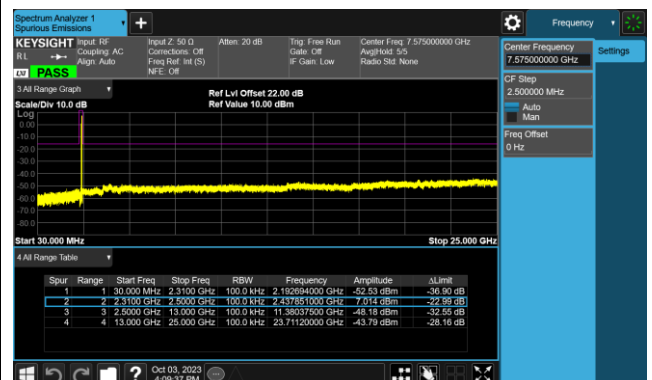 Spectrum Analyzer 1
Spurious Emissions
Frequency
KEYSIGHT Input: RF Input Z: 50 Ω Atten: 20 dB Trig: Free Run Center Freq: 7.575000000 GHz
RL Coupling: AC Corrections: Off Gate: Off Avg|Hold: 5/5
Align: Auto Freq Ref: Int (S) IF Gain: Low Radio Std: None
LXI PASS NFE: Off
Center Frequency
7.575000000 GHz
Settings
CF Step
2.500000 MHz
Auto
Man
Freq Offset
0 Hz
3 All Range Graph
Ref Lvl Offset 22.00 dB
Scale/Div 10.0 dB Ref Value 10.00 dBm
Log
0.00
-10.0
-20.0
-30.0
-40.0
-50.0
-60.0
-70.0
-80.0
Start 30.000 MHz Stop 25.000 GHz
4 All Range Table
Spur Range Start Freq Stop Freq RBW Frequency Amplitude ΔLimit
1 1 30.000 MHz 2.3100 GHz 100.0 kHz 2.192694000 GHz -52.53 dBm -36.90 dB
2 2 2.3100 GHz 2.5000 GHz 100.0 kHz 2.437851000 GHz 7.014 dBm -22.99 dB
3 3 2.5000 GHz 13.000 GHz 100.0 kHz 11.38037500 GHz -48.18 dBm -32.55 dB
4 4 13.000 GHz 25.000 GHz 100.0 kHz 23.71120000 GHz -43.79 dBm -28.16 dB
Oct 03, 2023
4:09:37 PM